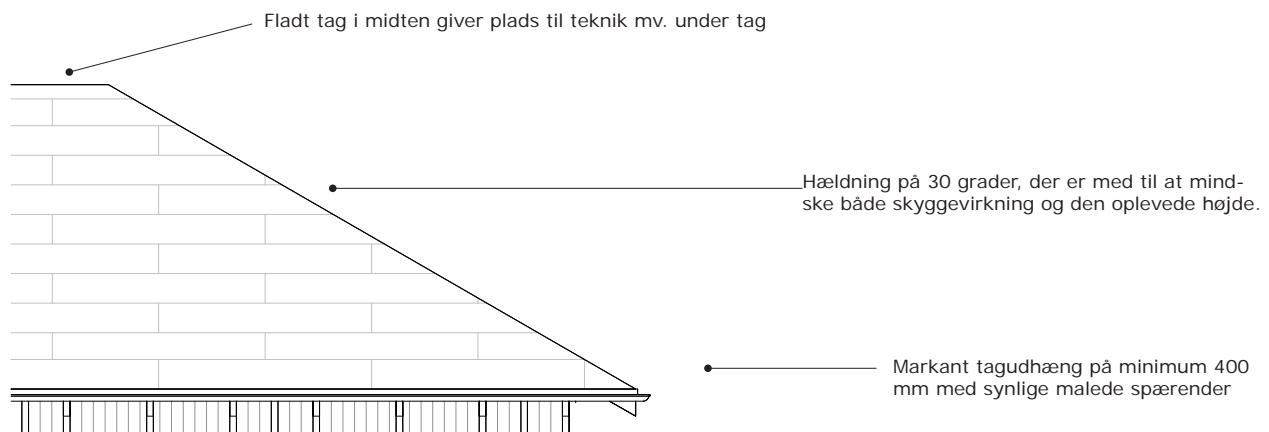 Fladt tag i midten giver plads til teknik mv. under tag
Hældning på 30 grader, der er med til at mind-
ske både skyggevirkning og den oplevede højde.
Markant tagudhæng på minimum 400
mm med synlige malede spærender